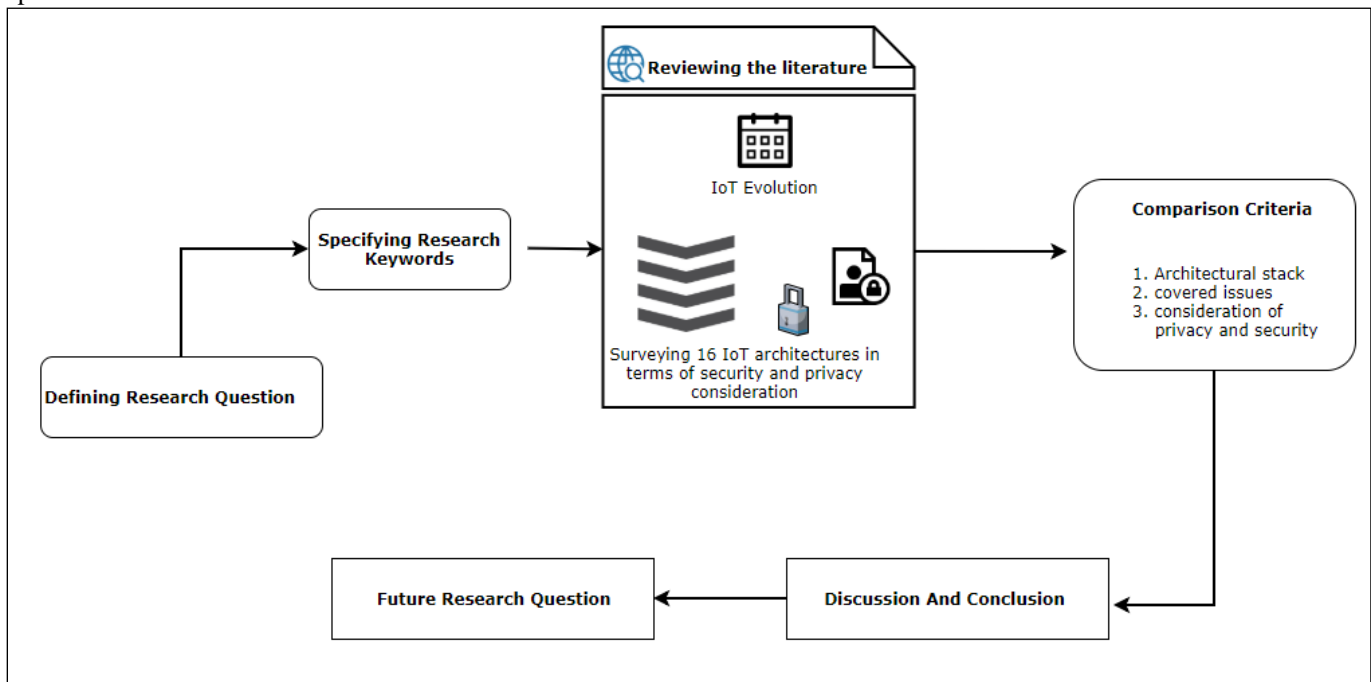 Reviewing the literature
IoT Evolution
Surveying 16 IoT architectures in
terms of security and privacy
consideration
Specifying Research
Keywords
Defining Research Question
Comparison Criteria
1. Architectural stack
2. covered issues
3. consideration of
privacy and security
Discussion And Conclusion
Future Research Question